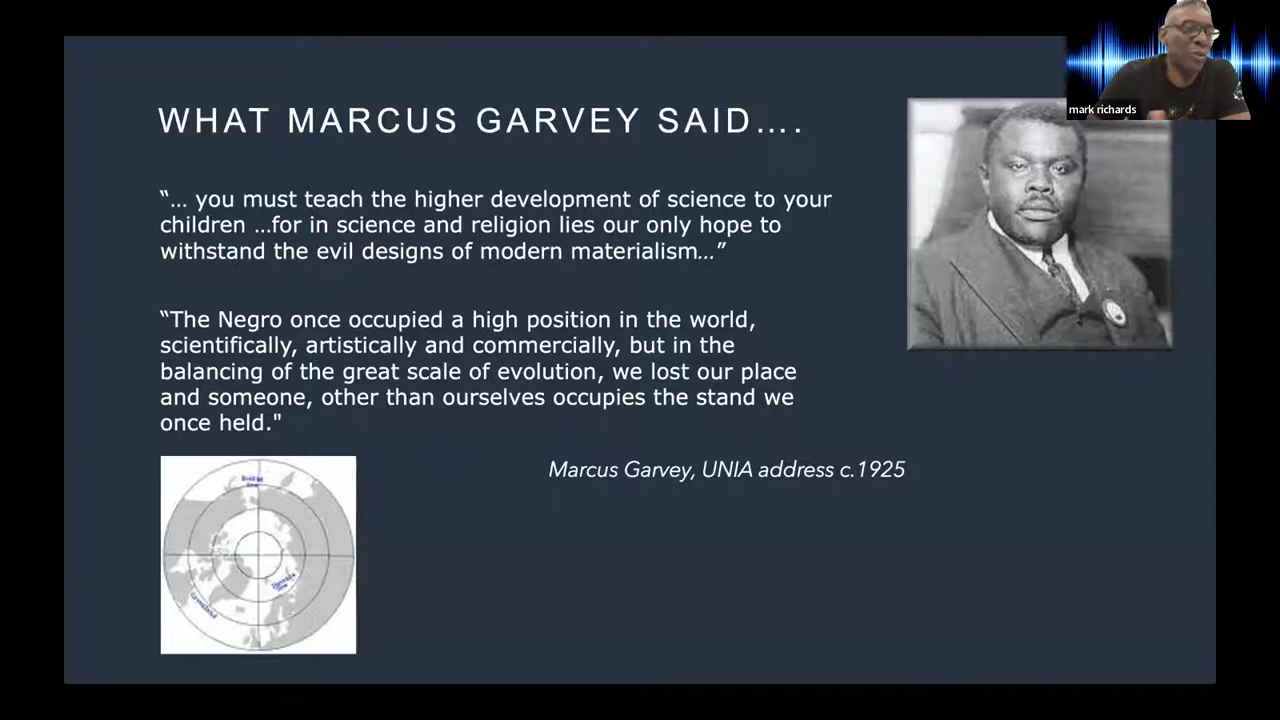 WHAT MARCUS GARVEY SAID….
mark richards
“… you must teach the higher development of science to your
children …for in science and religion lies our only hope to
withstand the evil designs of modern materialism…”
“The Negro once occupied a high position in the world,
scientifically, artistically and commercially, but in the
balancing of the great scale of evolution, we lost our place
and someone, other than ourselves occupies the stand we
once held."
Marcus Garvey, UNIA address c.1925